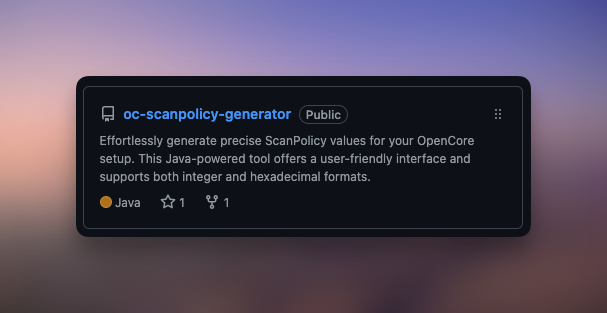 oc-scanpolicy-generator Public
Effortlessly generate precise ScanPolicy values for your OpenCore
setup. This Java-powered tool offers a user-friendly interface and
supports both integer and hexadecimal formats.
Java 1 1